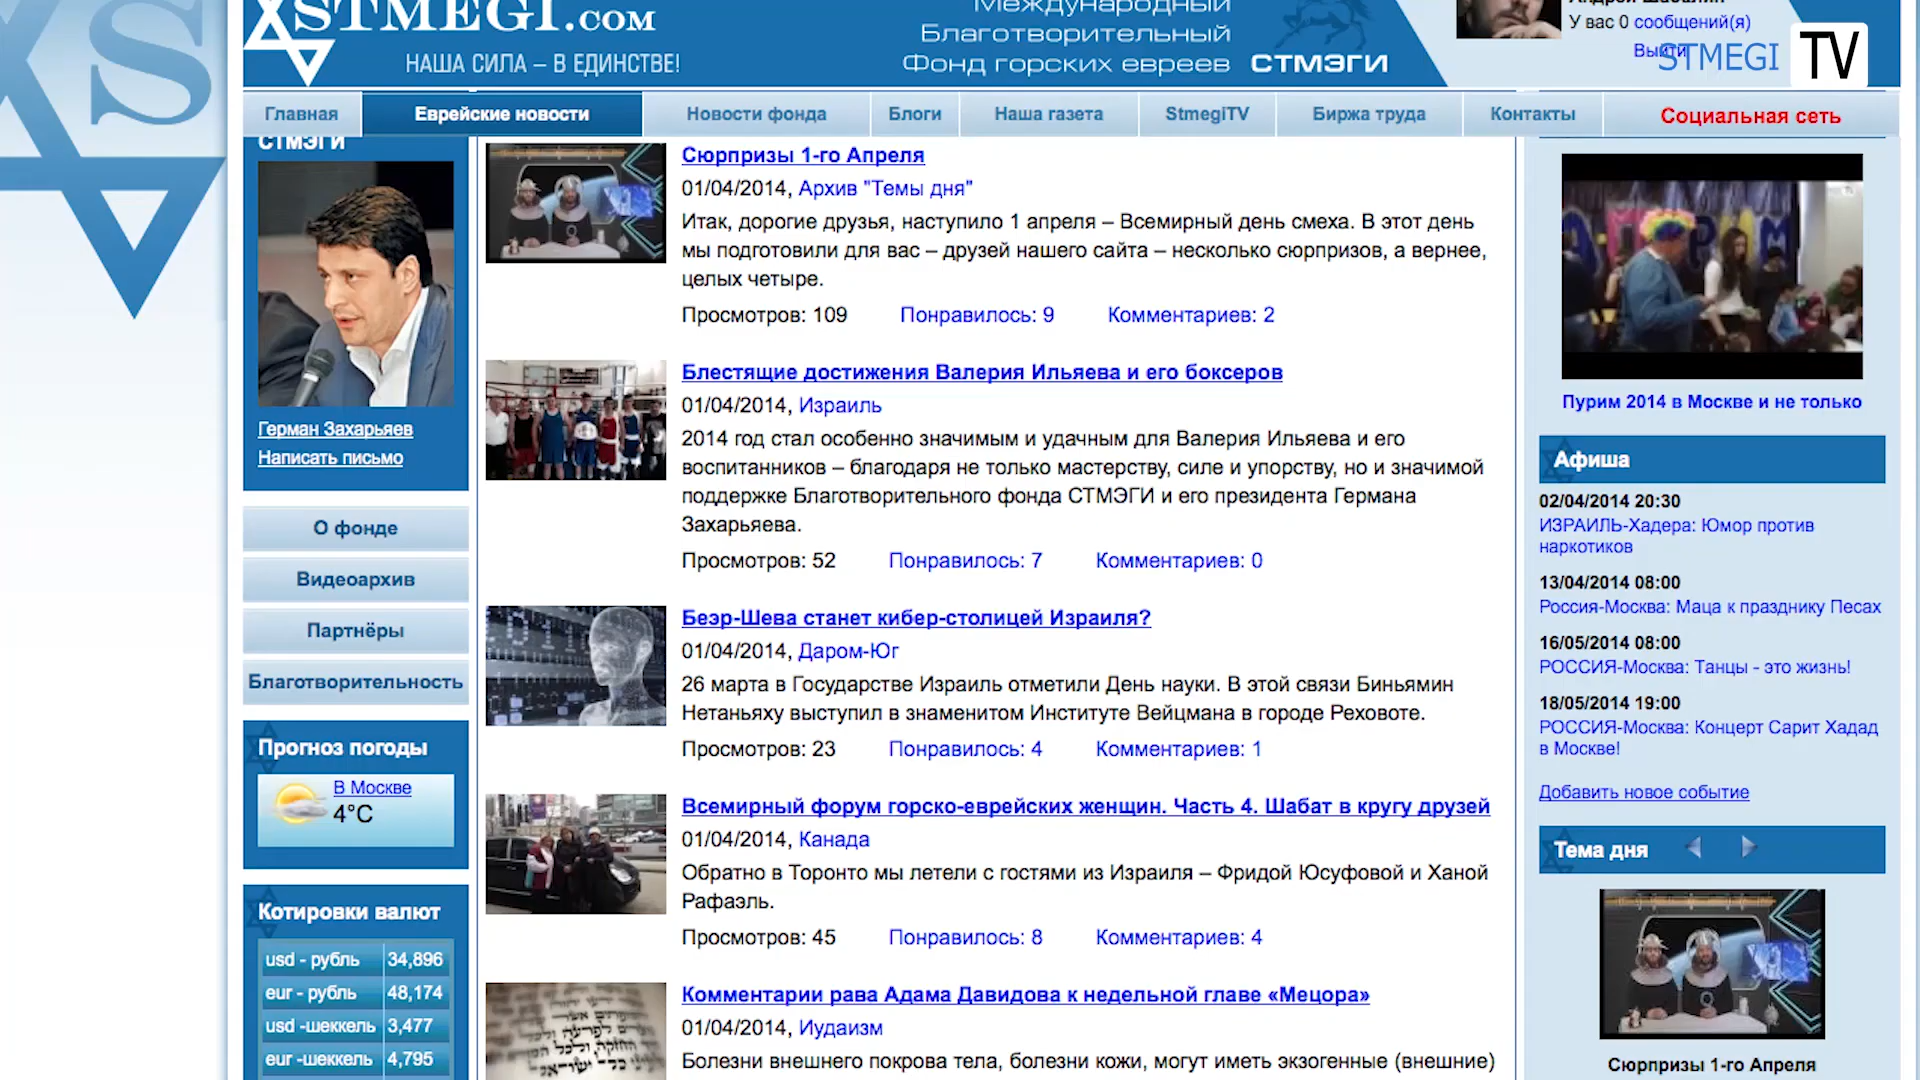 STMEGI.COM
НАША СИЛА – В ЕДИНСТВЕ!
Международный
Благотворительный
Фонд горских евреев СТМЭГИ
У вас 0 сообщений(я)
STMEGI TV
Главная
Еврейские новости
Новости фонда
Блоги
Наша газета
StmegiTV
Биржа труда
Контакты
Социальная сеть
СТМЭГИ
Герман Захарьяев
Написать письмо
О фонде
Видеоархив
Партнёры
Благотворительность
Прогноз погоды
В Москве
4°C
Котировки валют
usd - рубль 34,896
eur - рубль 48,174
usd -шеккель 3,477
eur -шеккель 4,795
Сюрпризы 1-го Апреля
01/04/2014, Архив "Темы дня"
Итак, дорогие друзья, наступило 1 апреля – Всемирный день смеха. В этот день
мы подготовили для вас – друзей нашего сайта – несколько сюрпризов, а вернее,
целых четыре.
Просмотров: 109 Понравилось: 9 Комментариев: 2
Блестящие достижения Валерия Ильяева и его боксеров
01/04/2014, Израиль
2014 год стал особенно значимым и удачным для Валерия Ильяева и его
воспитанников – благодаря не только мастерству, силе и упорству, но и значимой
поддержке Благотворительного фонда СТМЭГИ и его президента Германа
Захарьяева.
Просмотров: 52 Понравилось: 7 Комментариев: 0
Беэр-Шева станет кибер-столицей Израиля?
01/04/2014, Даром-Юг
26 марта в Государстве Израиль отметили День науки. В этой связи Биньямин
Нетаньяху выступил в знаменитом Институте Вейцмана в городе Реховоте.
Просмотров: 23 Понравилось: 4 Комментариев: 1
Всемирный форум горско-еврейских женщин. Часть 4. Шабат в кругу друзей
01/04/2014, Канада
Обратно в Торонто мы летели с гостями из Израиля – Фридой Юсуфовой и Ханой
Рафаэль.
Просмотров: 45 Понравилось: 8 Комментариев: 4
Комментарии рава Адама Давидова к недельной главе «Мецора»
01/04/2014, Иудаизм
Болезни внешнего покрова тела, болезни кожи, могут иметь экзогенные (внешние)
Пурим 2014 в Москве и не только
Афиша
02/04/2014 20:30
ИЗРАИЛЬ-Хадера: Юмор против
наркотиков
13/04/2014 08:00
Россия-Москва: Маца к празднику Песах
16/05/2014 08:00
РОССИЯ-Москва: Танцы - это жизнь!
18/05/2014 19:00
РОССИЯ-Москва: Концерт Сарит Хадад
в Москве!
Добавить новое событие
Тема дня
Сюрпризы 1-го Апреля